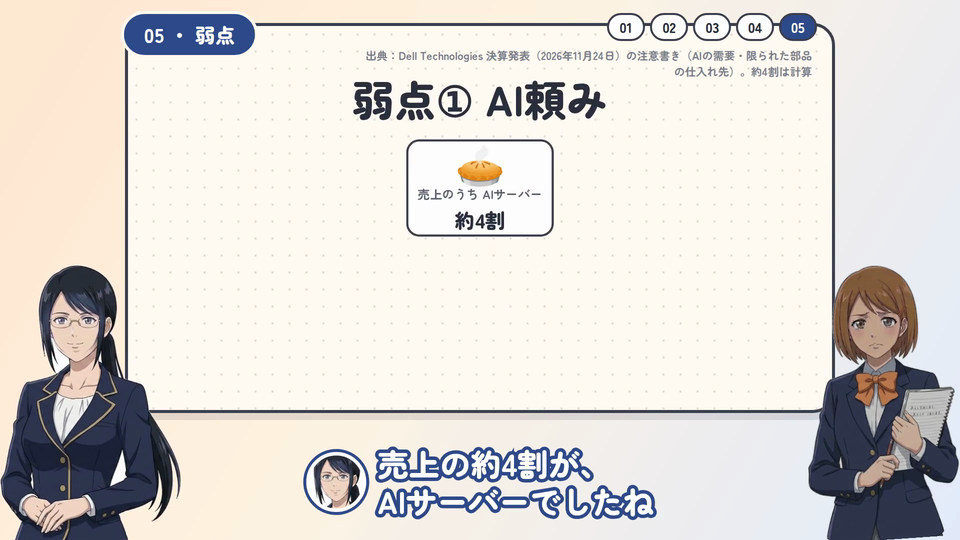 05 ・ 弱点
01 02 03 04 05
出典：Dell Technologies 決算発表（2026年11月24日）の注意書き（AIの需要・限られた部品
の仕入れ先）。約4割は計算
弱点① AI頼み
売上のうち AIサーバー
約4割
売上の約4割が、
AIサーバーでしたね